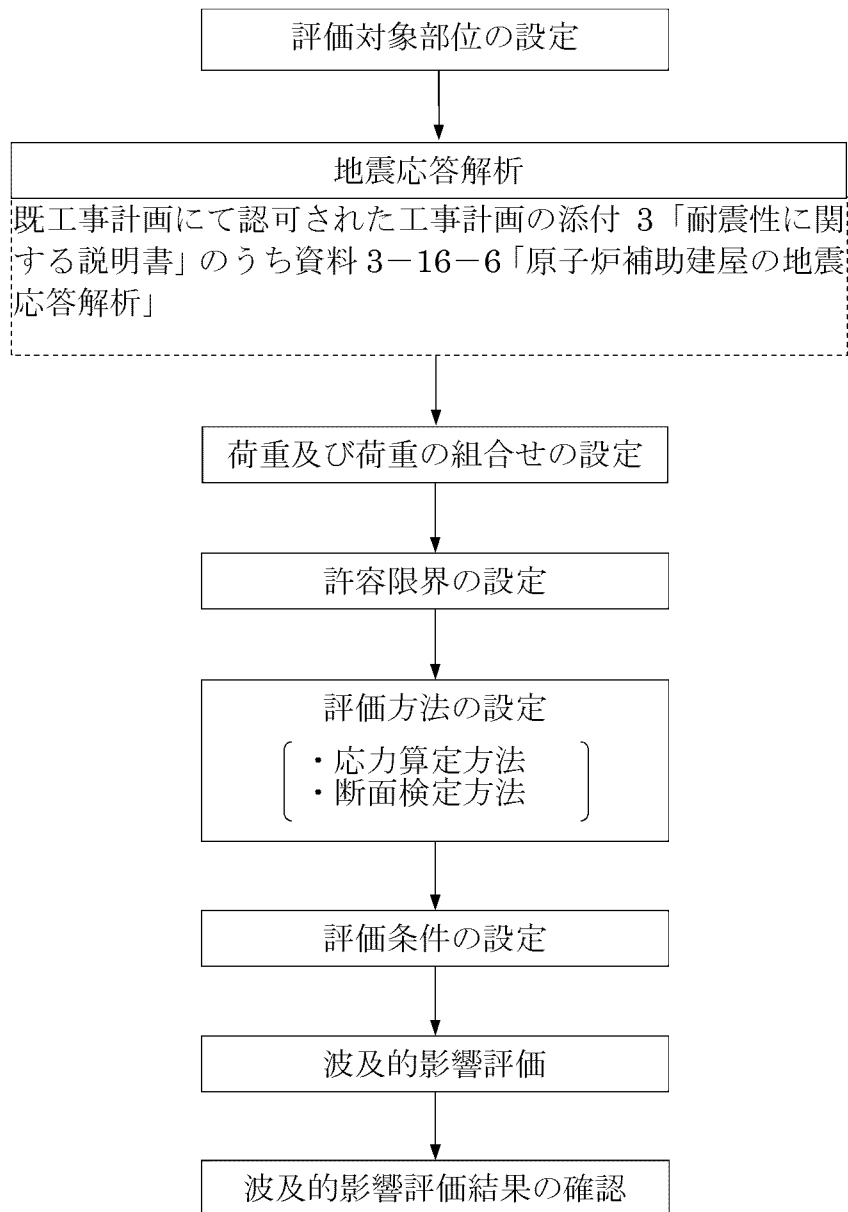 評価対象部位の設定
地震応答解析
既工事計画にて認可された工事計画の添付 3「耐震性に関
する説明書」のうち資料 3－16－6「原子炉補助建屋の地震
応答解析」
荷重及び荷重の組合せの設定
許容限界の設定
評価方法の設定
・応力算定方法
・断面検定方法
評価条件の設定
波及的影響評価
波及的影響評価結果の確認